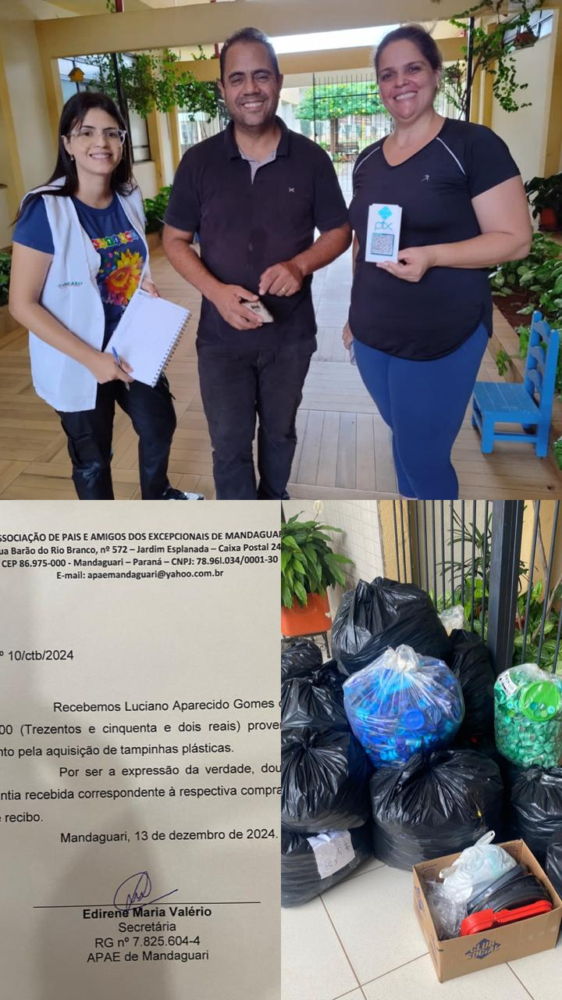 pix
SSOCIAÇÃO DE PAIS E AMIGOS DOS EXCEPCIONAIS DE MANDAGUAR
ua Barão do Rio Branco, nº 572 – Jardim Esplanada – Caixa Postal 24
CEP 86.975-000 - Mandaguari – Paraná – CNPJ: 78.96l.034/0001-30
E-mail: apaemandaguari@yahoo.com.br
º 10/ctb/2024
Recebemos Luciano Aparecido Gomes
00 (Trezentos e cinquenta e dois reais) prover
nto pela aquisição de tampinhas plásticas.
Por ser a expressão da verdade, dou
ntia recebida correspondente à respectiva compra
recibo.
Mandaguari, 13 de dezembro de 2024.
Edirene Maria Valério
Secretária
RG nº 7.825.604-4
APAE de Mandaguari
CLUB
SOCIAL